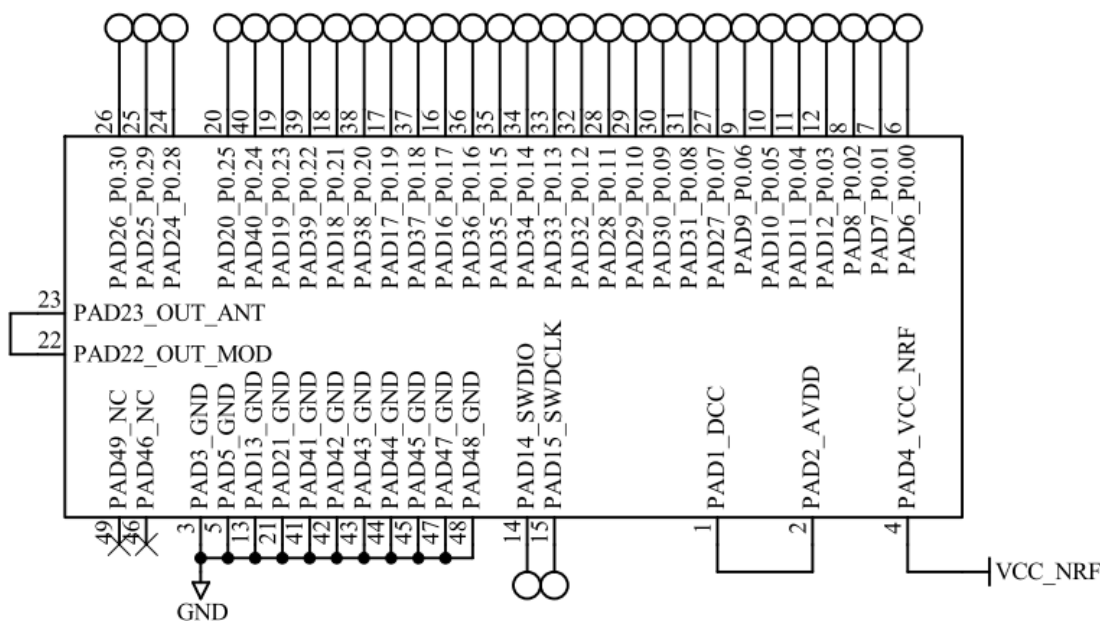 26
25
24
20
40
19
39
18
38
17
37
16
36
35
34
33
32
28
29
30
31
27
9
10
11
12
8
7
6
PAD26_P0.30
PAD25_P0.29
PAD24_P0.28
PAD20_P0.25
PAD40_P0.24
PAD19_P0.23
PAD39_P0.22
PAD18_P0.21
PAD38_P0.20
PAD17_P0.19
PAD37_P0.18
PAD16_P0.17
PAD36_P0.16
PAD35_P0.15
PAD34_P0.14
PAD33_P0.13
PAD32_P0.12
PAD28_P0.11
PAD29_P0.10
PAD30_P0.09
PAD31_P0.08
PAD27_P0.07
PAD9_P0.06
PAD10_P0.05
PAD11_P0.04
PAD12_P0.03
PAD8_P0.02
PAD7_P0.01
PAD6_P0.00
23
PAD23_OUT_ANT
22
PAD22_OUT_MOD
PAD49_NC
PAD46_NC
PAD3_GND
PAD5_GND
PAD13_GND
PAD21_GND
PAD41_GND
PAD42_GND
PAD43_GND
PAD44_GND
PAD45_GND
PAD47_GND
PAD48_GND
PAD14_SWDIO
PAD15_SWDCLK
PAD1_DCC
PAD2_AVDD
PAD4_VCC_NRF
49
46
3
5
13
21
41
42
43
44
45
47
48
14
15
1
2
4
VCC_NRF
GND